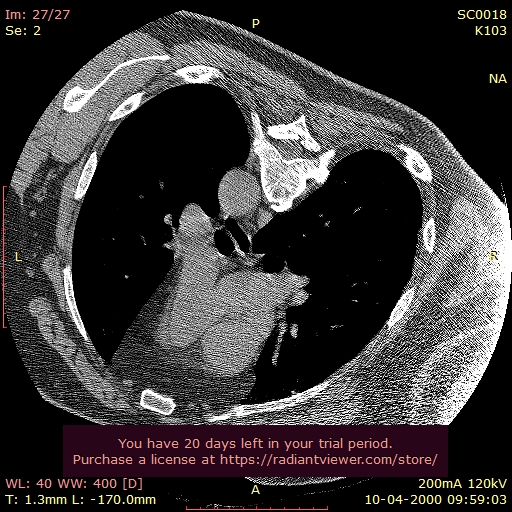 Im: 27/27
Se: 2
P
SC0018
K103
NA
L
R
You have 20 days left in your trial period.
Purchase a license at https://radiantviewer.com/store/
WL: 40 WW: 400 [D]
T: 1.3mm L: -170.0mm
A
200mA 120kV
10-04-2000 09:59:03